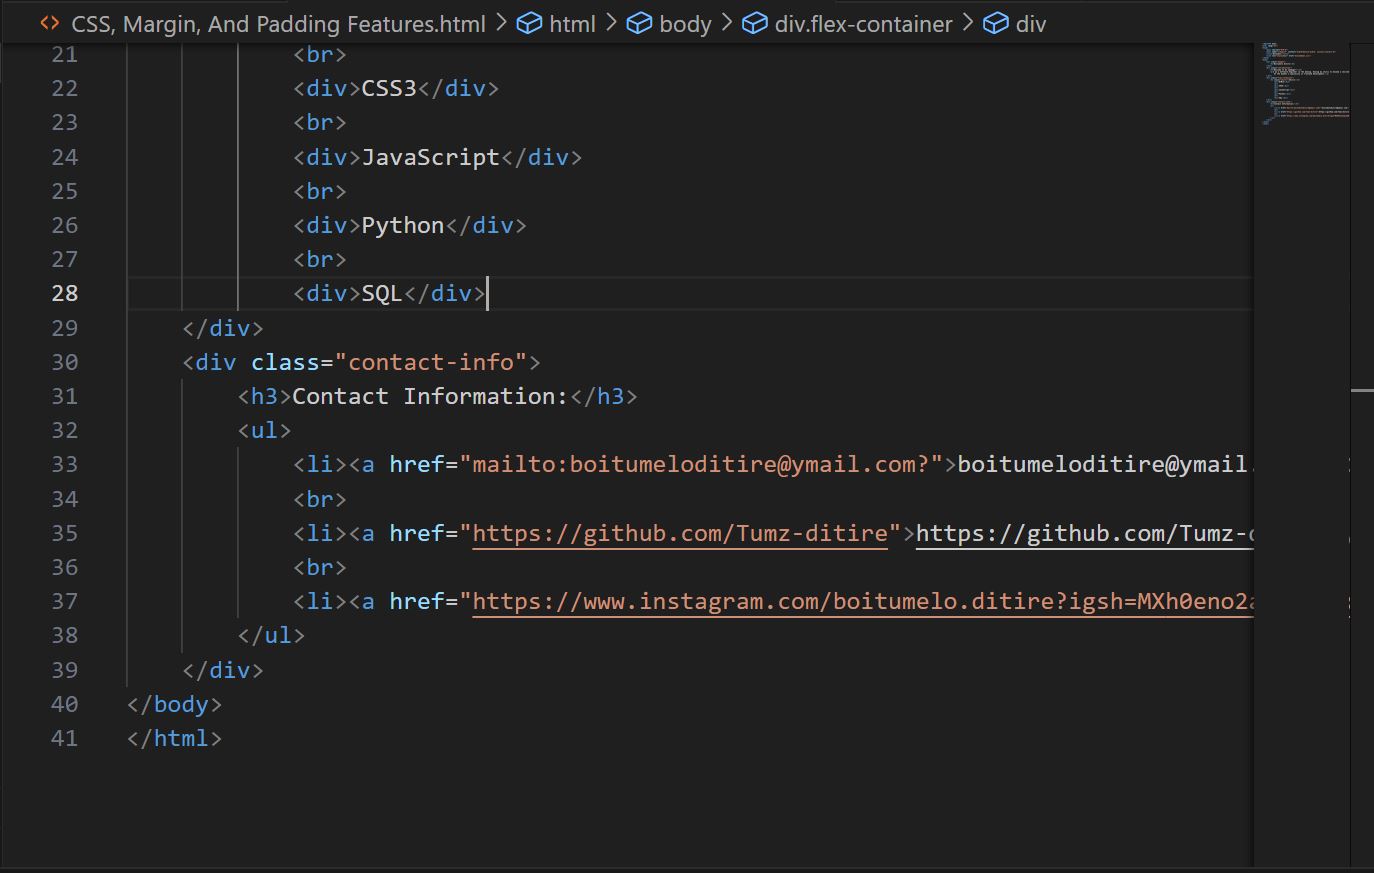 CSS, Margin, And Padding Features.html > html > body > div.flex-container > div
21 <br>
22 <div>CSS3</div>
23 <br>
24 <div>JavaScript</div>
25 <br>
26 <div>Python</div>
27 <br>
28 <div>SQL</div>
29 </div>
30 <div class="contact-info">
31 <h3>Contact Information:</h3>
32 <ul>
33 <li><a href="mailto:boitumeloditire@ymail.com?">boitumeloditire@ymail.
34 <br>
35 <li><a href="https://github.com/Tumz-ditire">https://github.com/Tumz-d
36 <br>
37 <li><a href="https://www.instagram.com/boitumelo.ditire?igsh=MXh0eno2a
38 </ul>
39 </div>
40 </body>
41 </html>